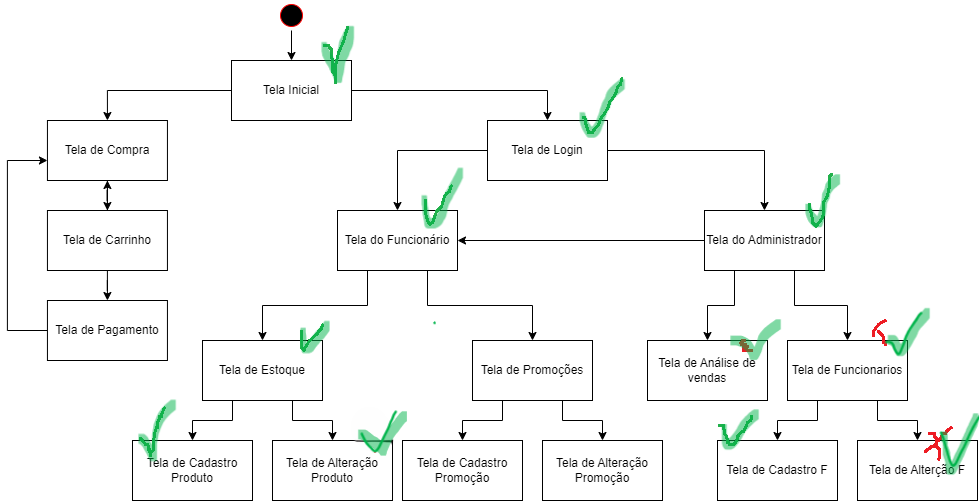 Tela Inicial
Tela de Compra
Tela de Login
Tela de Carrinho
Tela do Funcionário
Tela do Administrador
Tela de Pagamento
Tela de Estoque
Tela de Promoções
Tela de Análise de
vendas
Tela de Funcionarios
Tela de Cadastro
Produto
Tela de Alteração
Produto
Tela de Cadastro
Promoção
Tela de Alteração
Promoção
Tela de Cadastro F
Tela de Alterção F